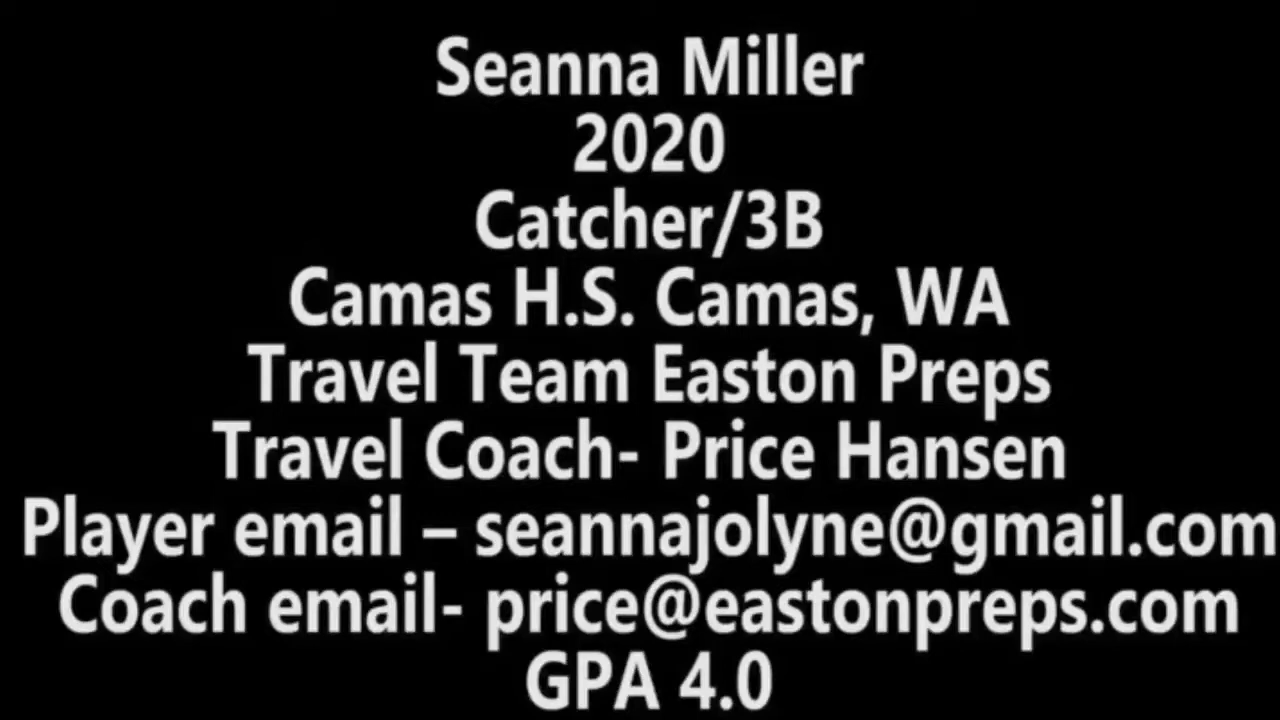 Seanna Miller
2020
Catcher/3B
Camas H.S. Camas, WA
Travel Team Easton Preps
Travel Coach- Price Hansen
Player email – seannajolyne@gmail.com
Coach email- price@eastonpreps.com
GPA 4.0